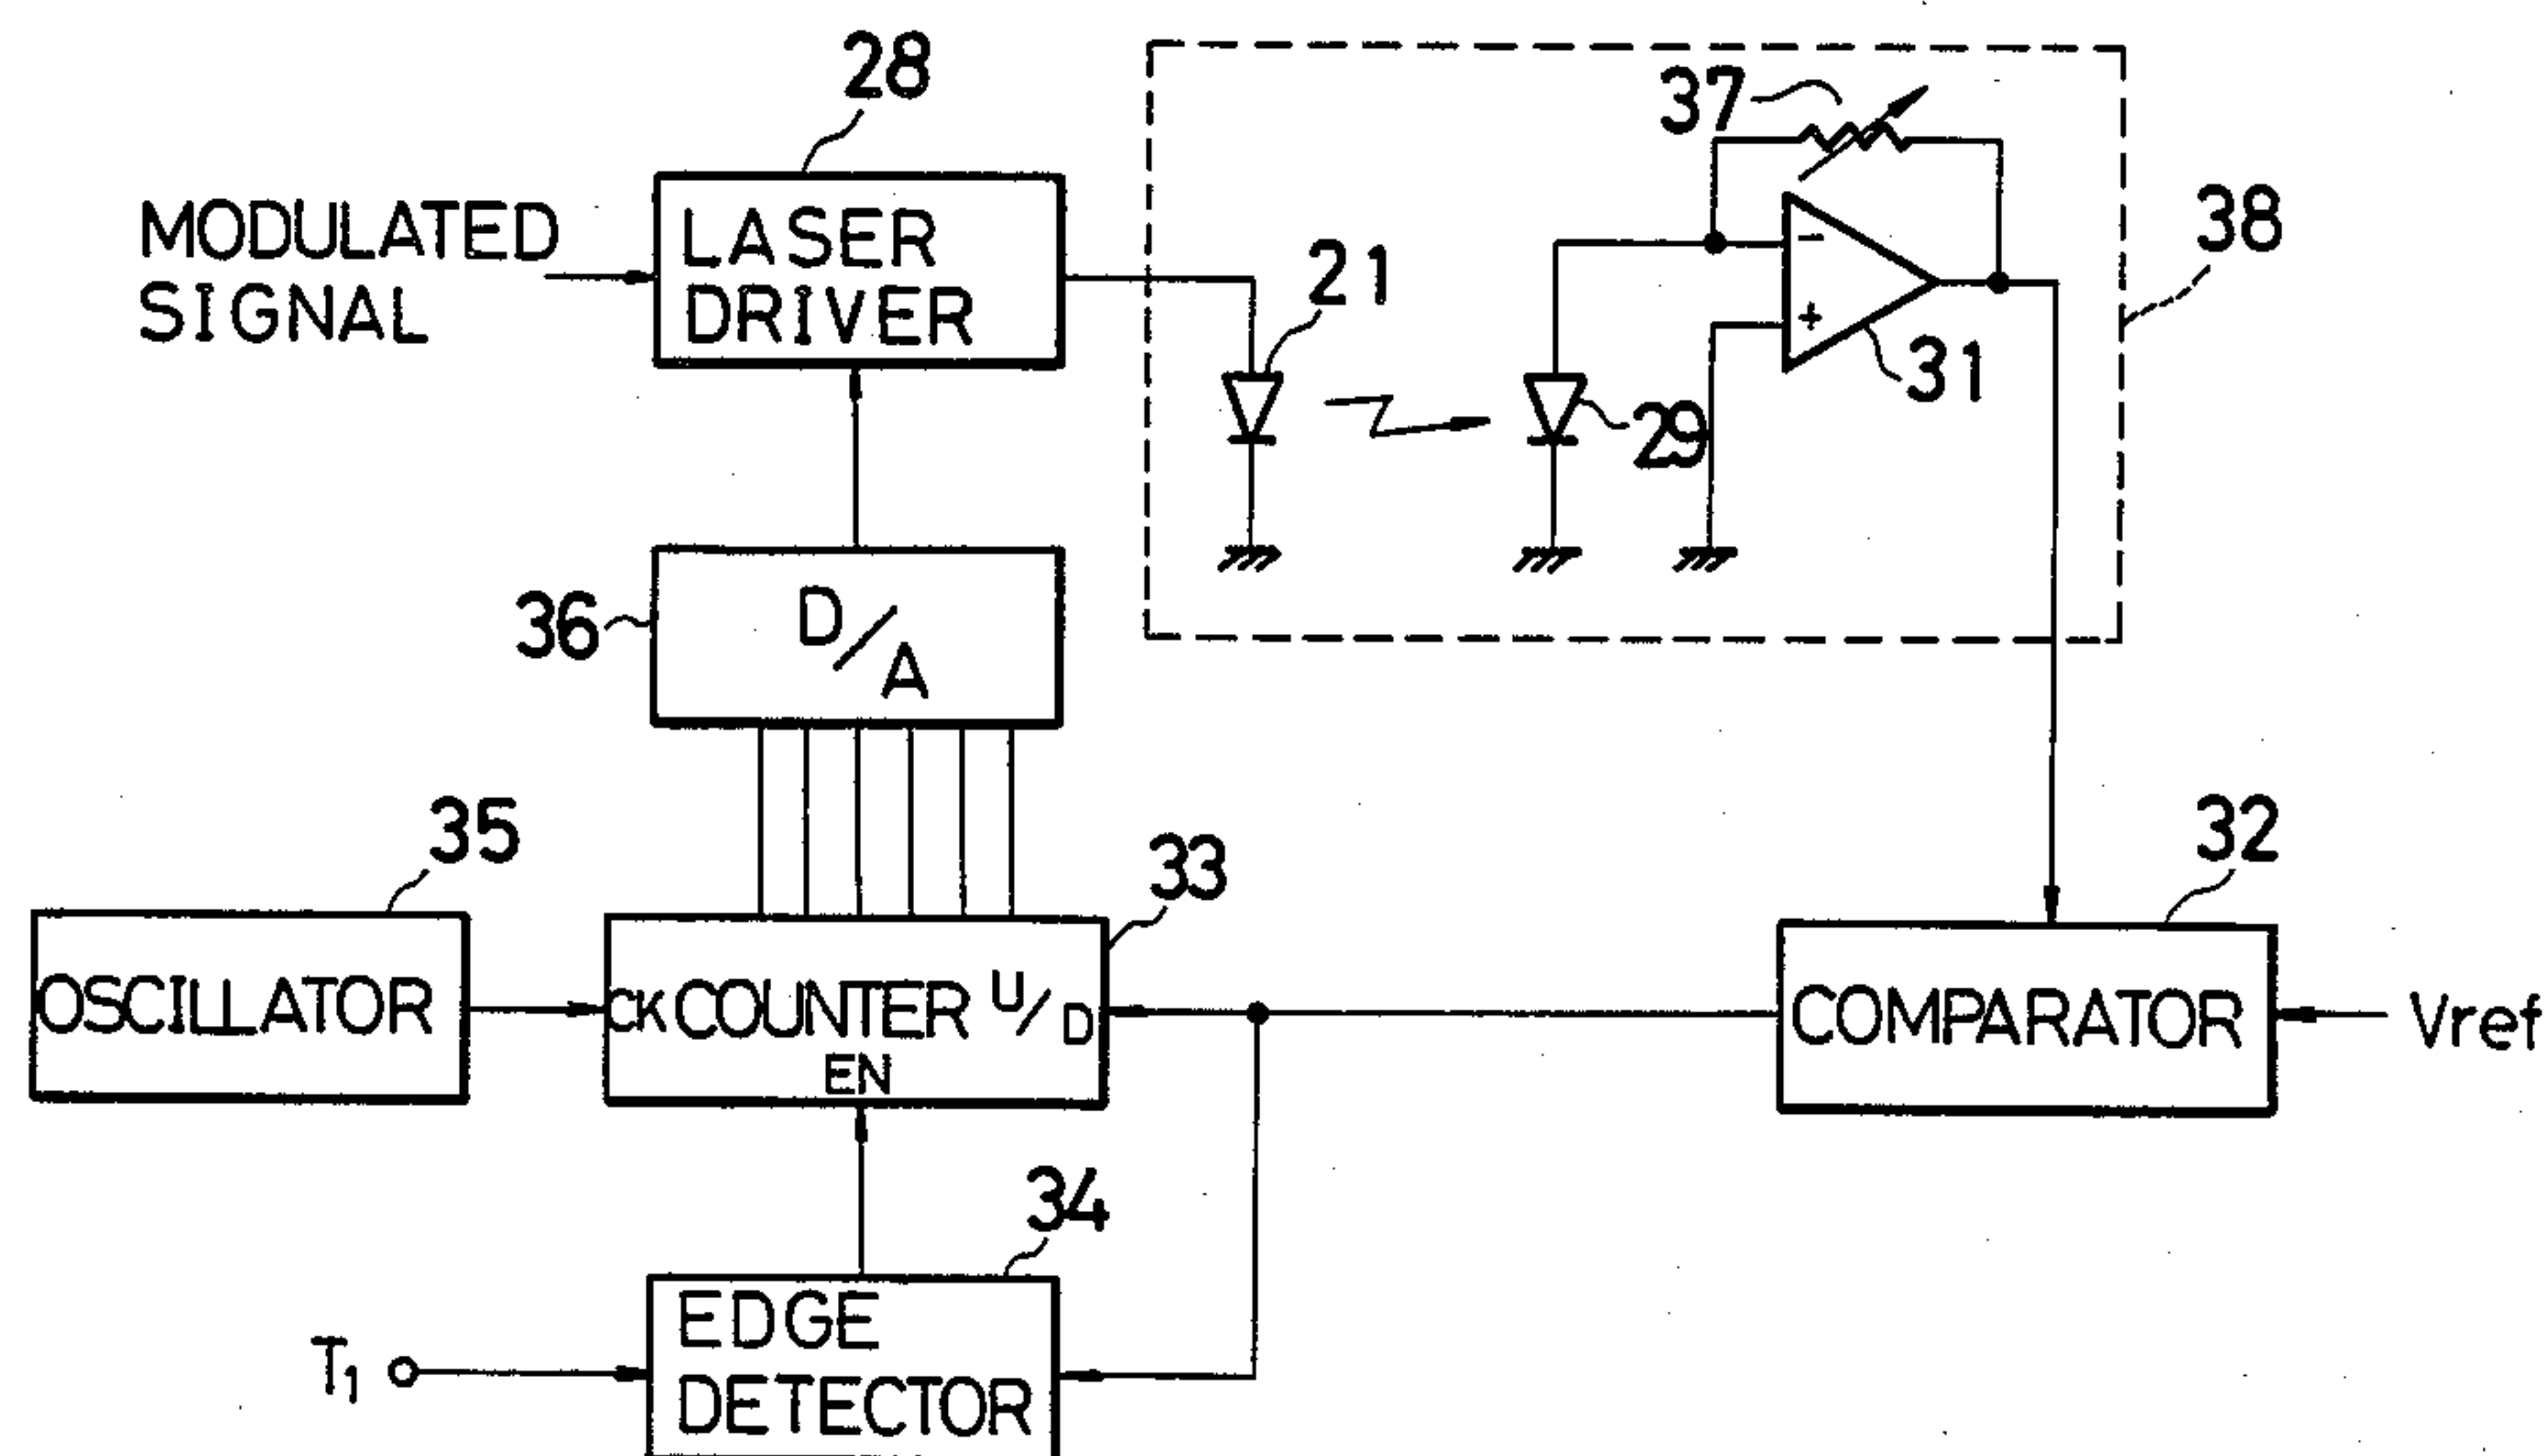 28
37
38
MODULATED
SIGNAL
LASER
DRIVER
21
-
+
31
29
36
D/A
35
33
32
OSCILLATOR
CK COUNTER U/D
EN
COMPARATOR
Vref
34
T1
EDGE
DETECTOR